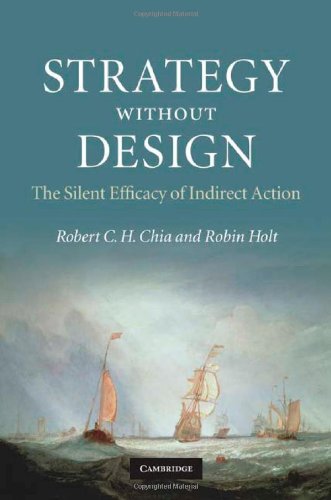 STRATEGY
WITHOUT
DESIGN
The Silent Efficacy of Indirect Action
Robert C. H. Chia and Robin Holt
CAMBRIDGE